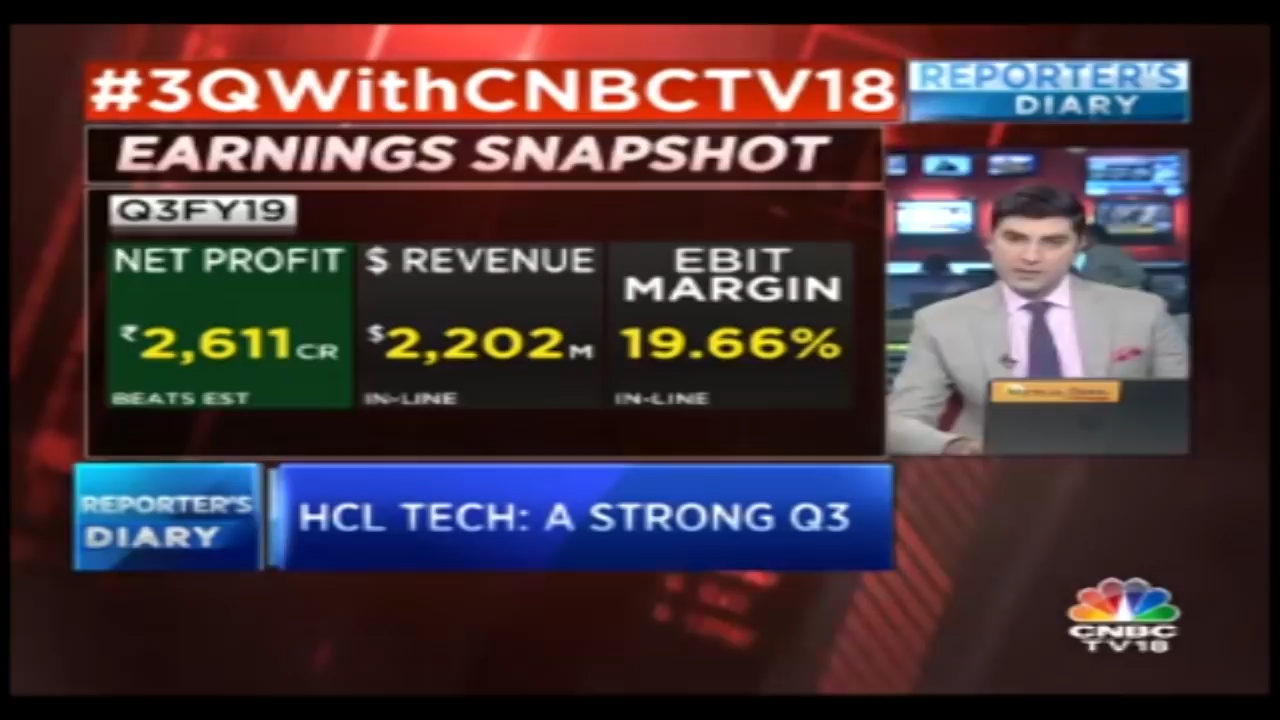 #3QWithCNBCTV18
REPORTER'S
DIARY
EARNINGS SNAPSHOT
Q3FY19
NET PROFIT
₹2,611CR
BEATS EST
$ REVENUE
$2,202M
IN-LINE
EBIT
MARGIN
19.66%
IN-LINE
REPORTER'S
DIARY
HCL TECH: A STRONG Q3
CNBC
TV18